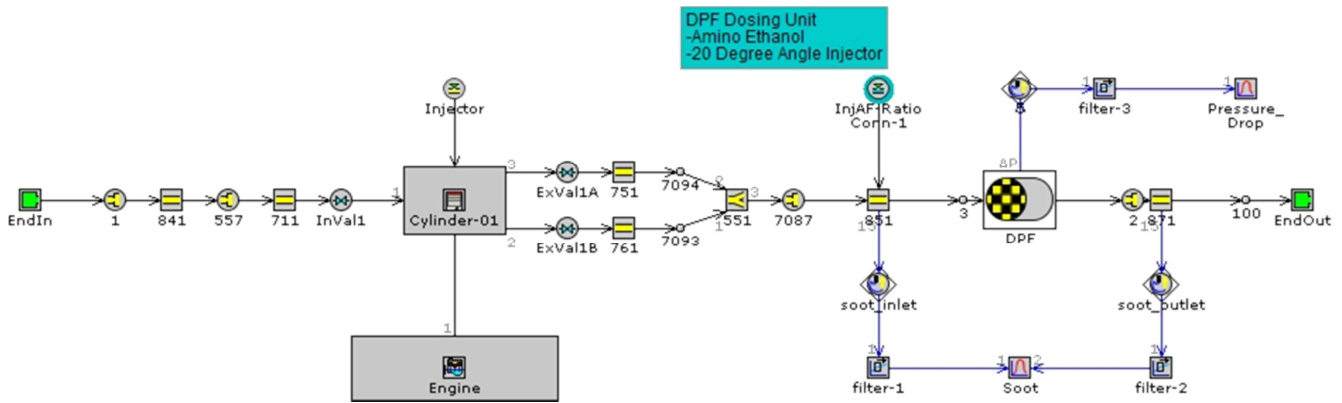 DPF Dosing Unit
-Amino Ethanol
-20 Degree Angle Injector
Injector
InjAF-Ratio
Conn-1
1
filter-3
1
Pressure_
Drop
ΔP
EndIn
1
841
557
711
InVal1
1
Cylinder-01
3
ExVal1A
751
7094
2
2
ExVal1B
761
7093
1
551
3
7087
851
15
3
DPF
2
871
15
100
EndOut
soot_inlet
soot_outlet
1
Engine
1
filter-1
1
Soot
2
1
filter-2